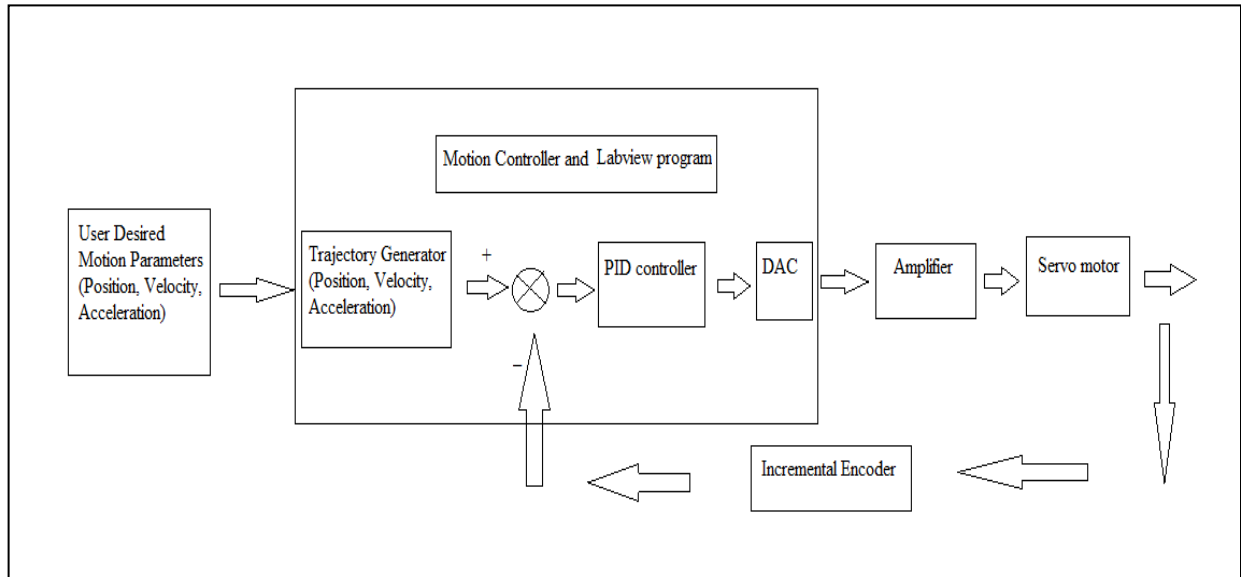 Motion Controller and Labview program
User Desired
Motion Parameters
(Position, Velocity,
Acceleration)
Trajectory Generator
(Position, Velocity,
Acceleration)
+
−
PID controller
DAC
Amplifier
Servo motor
Incremental Encoder